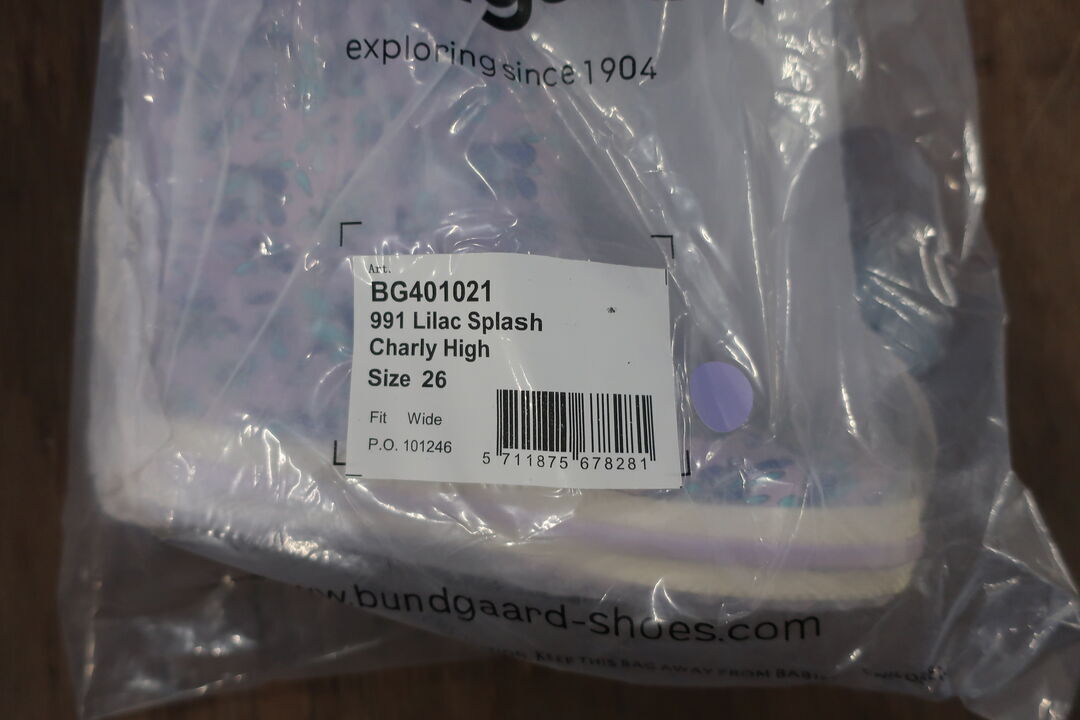 exploring since 1904
Art.
BG401021
991 Lilac Splash
Charly High
Size 26
Fit Wide
P.O. 101246
5 711875 678281
www.bundgaard-shoes.com
KEEP THIS BAG AWAY FROM